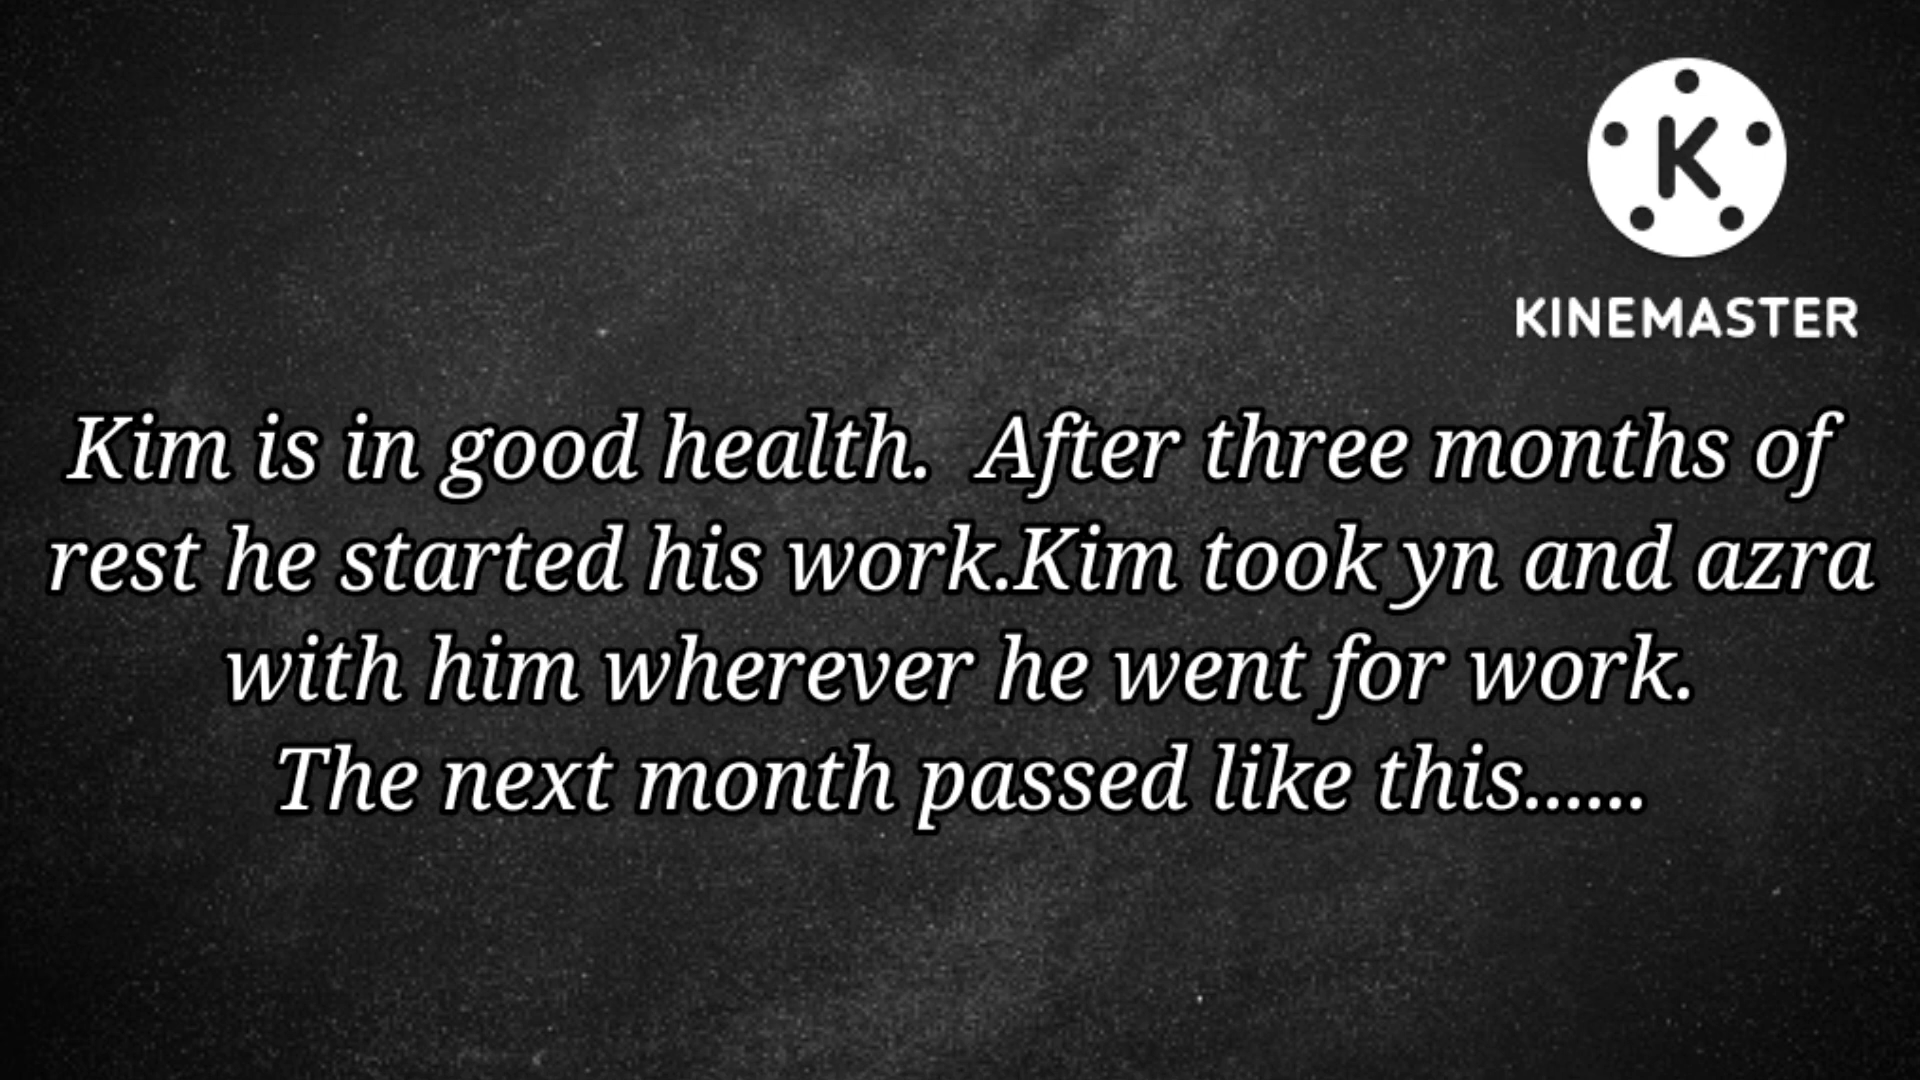 K
KINEMASTER
Kim is in good health.  After three months of
rest he started his work.Kim took yn and azra
with him wherever he went for work.
The next month passed like this......